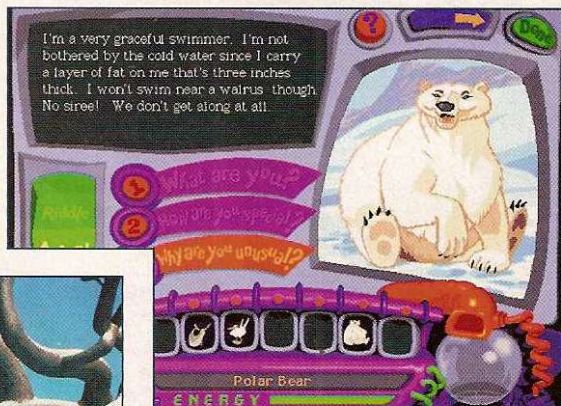 I'm a very graceful swimmer. I'm not
bothered by the cold water since I carry
a layer of fat on me that's three inches
thick. I won't swim near a walrus though
No siree! We don't get along at all.
?
Done
What are you?
2
How are you special?
Why are you unusual?
Riddle
Polar Bear
ENERGY